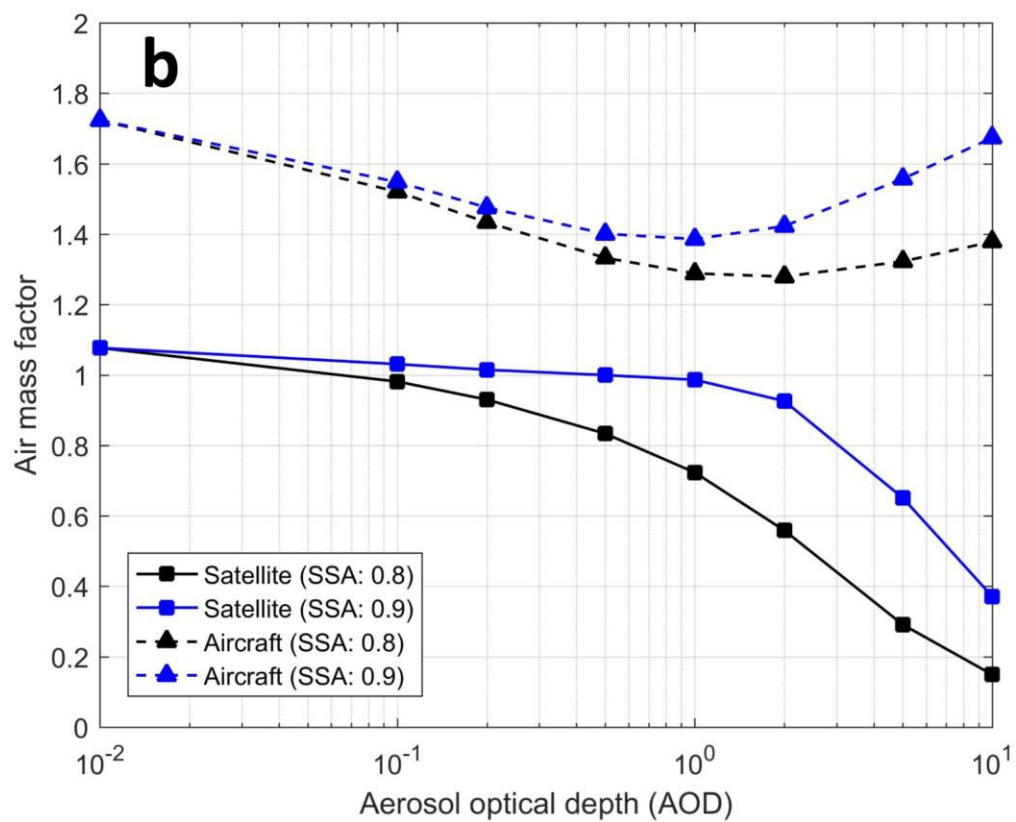 b
2
1.8
1.6
1.4
1.2
1
0.8
0.6
0.4
0.2
0
Air mass factor
Satellite (SSA: 0.8)
Satellite (SSA: 0.9)
Aircraft (SSA: 0.8)
Aircraft (SSA: 0.9)
10⁻² 10⁻¹ 10⁰ 10¹
Aerosol optical depth (AOD)